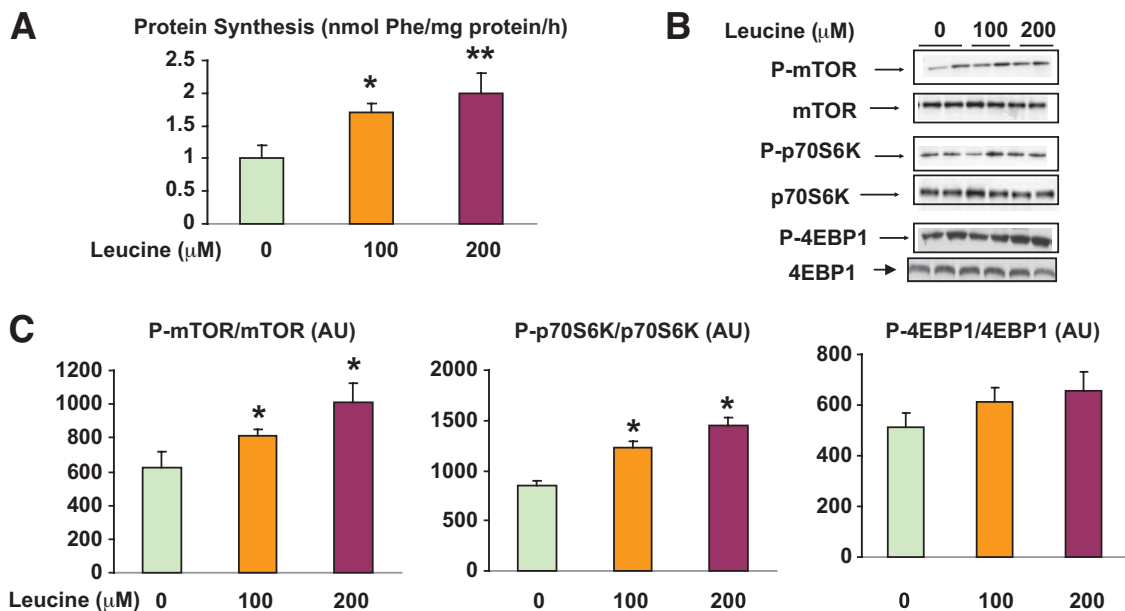 A
Protein Synthesis (nmol Phe/mg protein/h)
2.5
2
1.5
1
0.5
0
*
**
Leucine (μM)
0 100 200
B
Leucine (μM) 0 100 200
P-mTOR
mTOR
P-p70S6K
p70S6K
P-4EBP1
4EBP1
C
P-mTOR/mTOR (AU)
1200
1000
800
600
400
200
0
*
*
Leucine (μM) 0 100 200
P-p70S6K/p70S6K (AU)
2000
1500
1000
500
0
*
*
0 100 200
P-4EBP1/4EBP1 (AU)
800
600
400
200
0
0 100 200